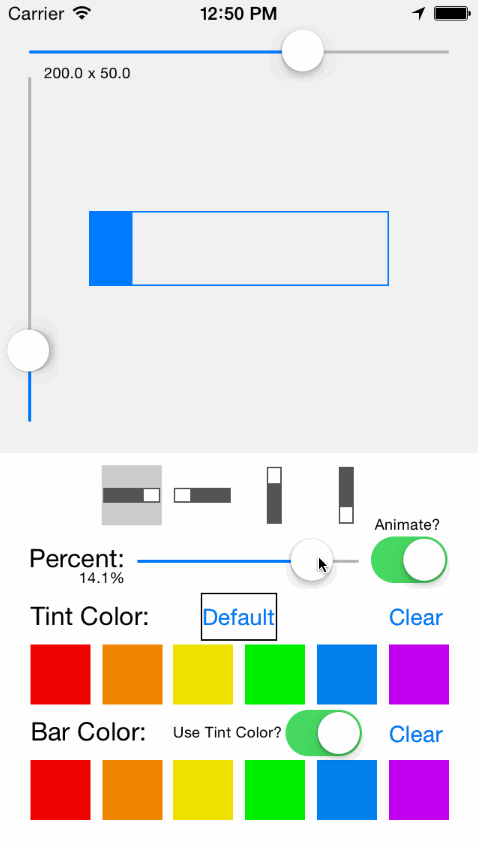 Carrier 12:50 PM
200.0 x 50.0
Animate?
Percent:
14.1%
Tint Color: Default Clear
Bar Color: Use Tint Color? Clear